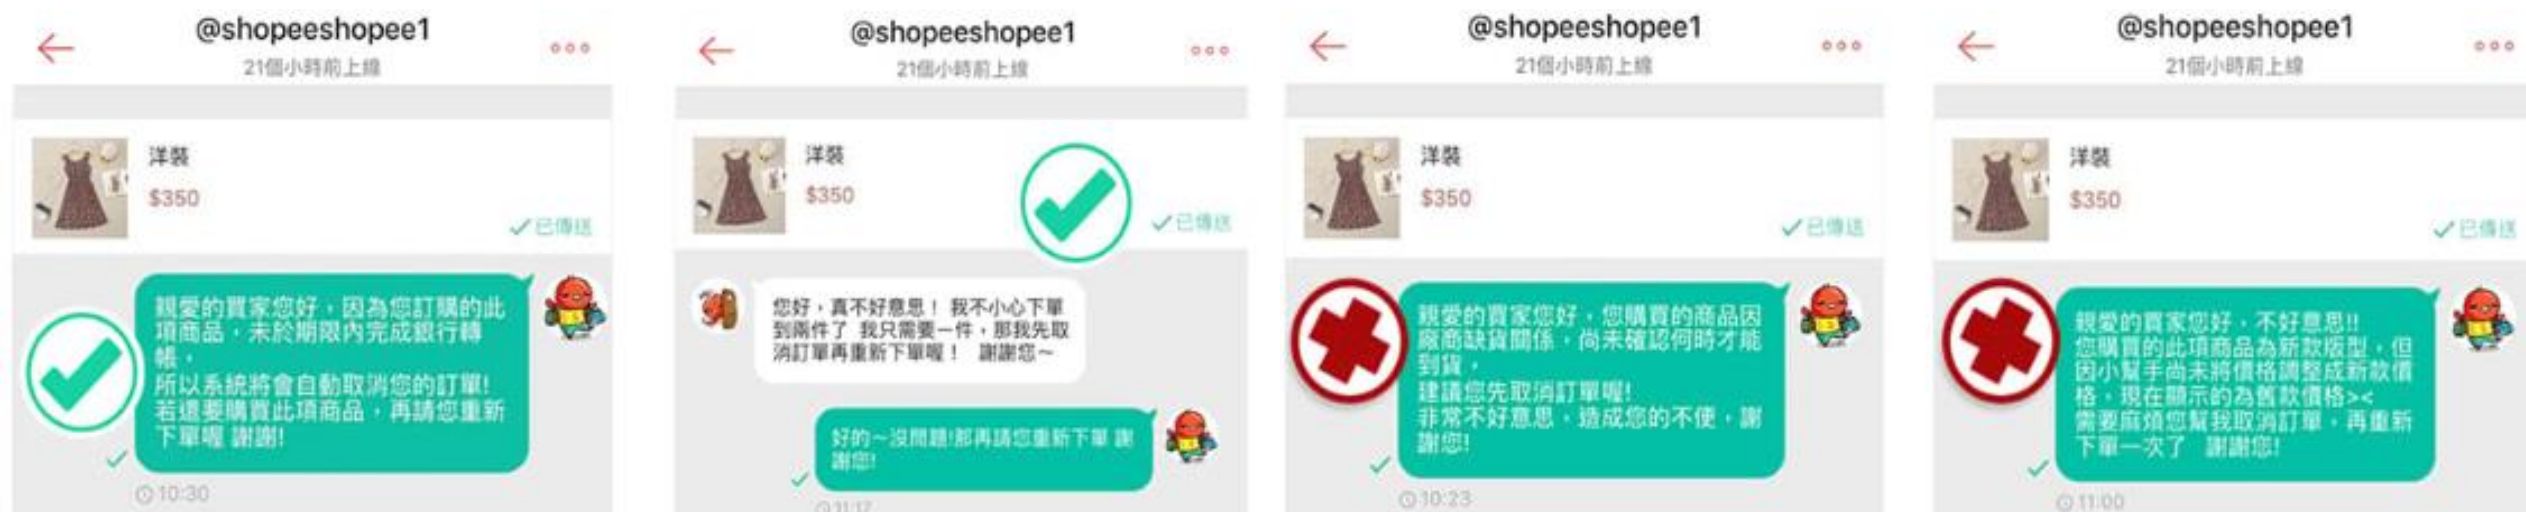 @shopeeshopee1
21個小時前上線
洋裝
$350
已傳送
親愛的買家您好,因為您訂購的此
項商品,未於期限內完成銀行轉
帳,
所以系統將會自動取消您的訂單!
若還要購買此項商品,再請您重新
下單喔 謝謝!
10:30
@shopeeshopee1
21個小時前上線
洋裝
$350
已傳送
您好,真不好意思! 我不小心下單
到兩件了 我只需要一件,那我先取
消訂單再重新下單喔! 謝謝您~
好的~沒問題!那再請您重新下單 謝
謝您!
11:17
@shopeeshopee1
21個小時前上線
洋裝
$350
已傳送
親愛的買家您好,您購買的商品因
廠商缺貨關係,尚未確認何時才能
到貨,
建議您先取消訂單喔!
非常不好意思,造成您的不便,謝
謝您!
10:23
@shopeeshopee1
21個小時前上線
洋裝
$350
已傳送
親愛的買家您好,不好意思!!
您購買的此項商品為新款版型,但
因小幫手尚未將價格調整成新款價
格,現在顯示的為舊款價格><
需要麻煩您幫我取消訂單,再重新
下單一次了 謝謝您!
11:00